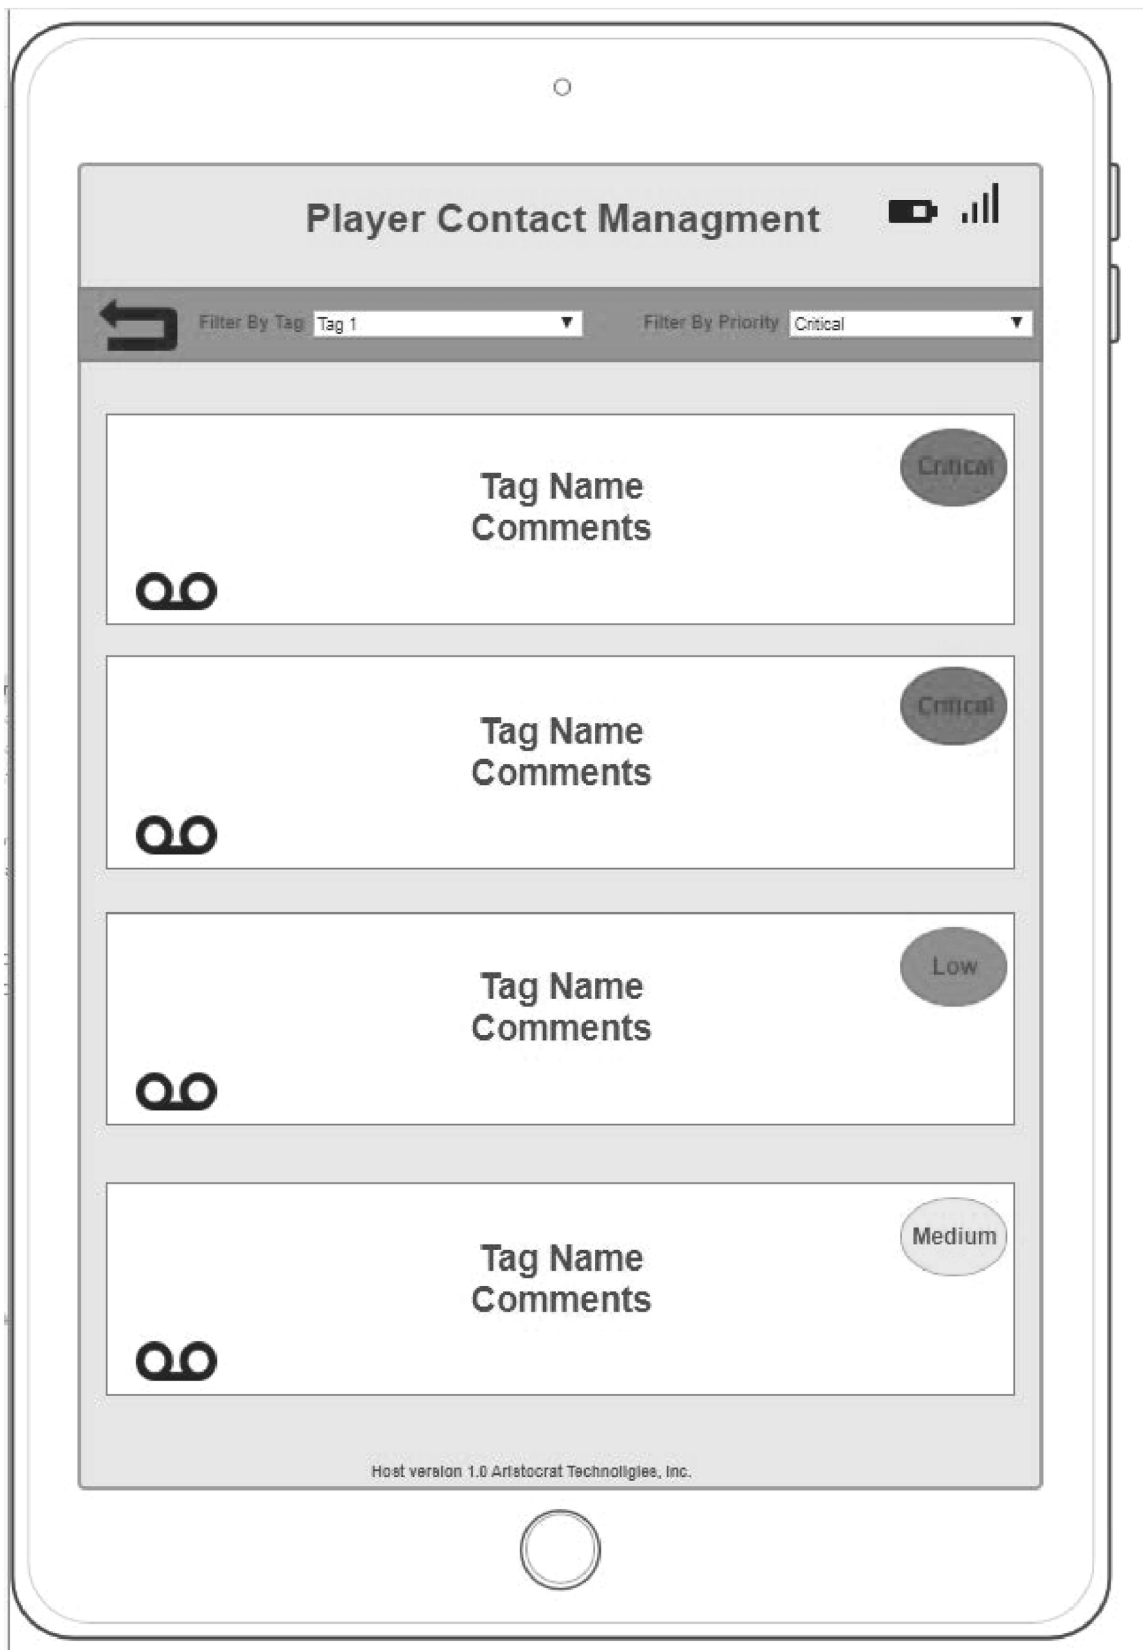 Player Contact Managment
Filter By Tag Tag 1 Filter By Priority Critical
Critical
Tag Name
Comments
Critical
Tag Name
Comments
Low
Tag Name
Comments
Medium
Tag Name
Comments
Host version 1.0 Aristocrat Technoligies, Inc.